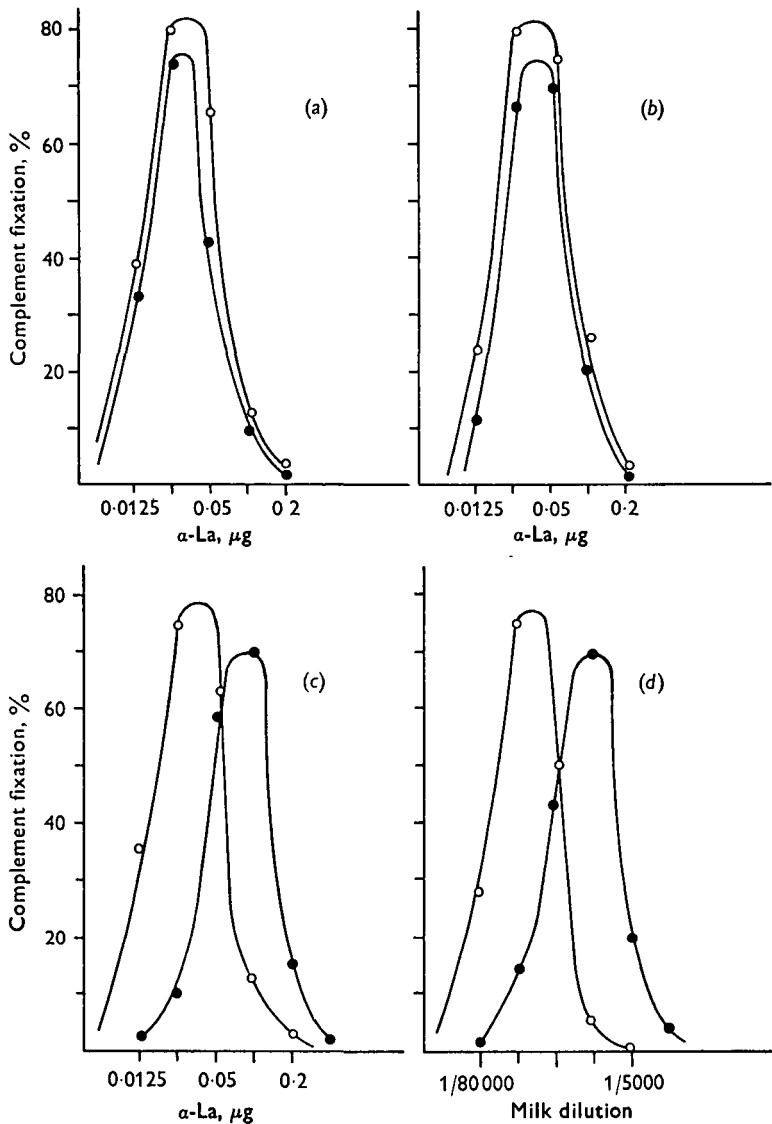 80
60
40
20
Complement fixation, %
(a)
0·0125 0·05 0·2
α-La, μg
(b)
0·0125 0·05 0·2
α-La, μg
80
60
40
20
Complement fixation, %
(c)
0·0125 0·05 0·2
α-La, μg
(d)
1/80000 1/5000
Milk dilution